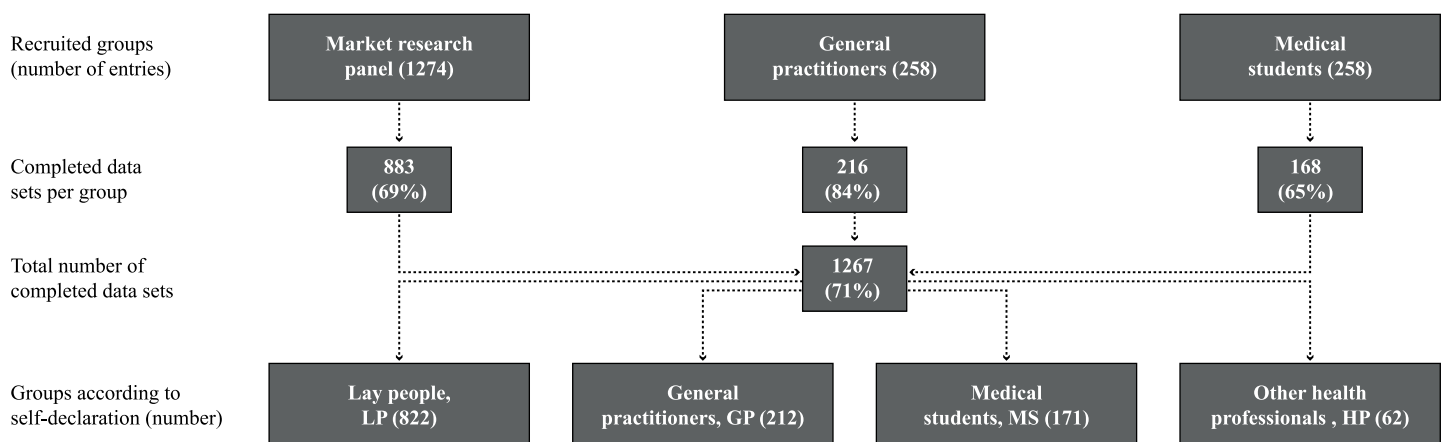 Recruited groups
(number of entries)
Market research
panel (1274)
General
practitioners (258)
Medical
students (258)
Completed data
sets per group
883
(69%)
216
(84%)
168
(65%)
Total number of
completed data sets
1267
(71%)
Groups according to
self-declaration (number)
Lay people,
LP (822)
General
practitioners, GP (212)
Medical
students, MS (171)
Other health
professionals , HP (62)